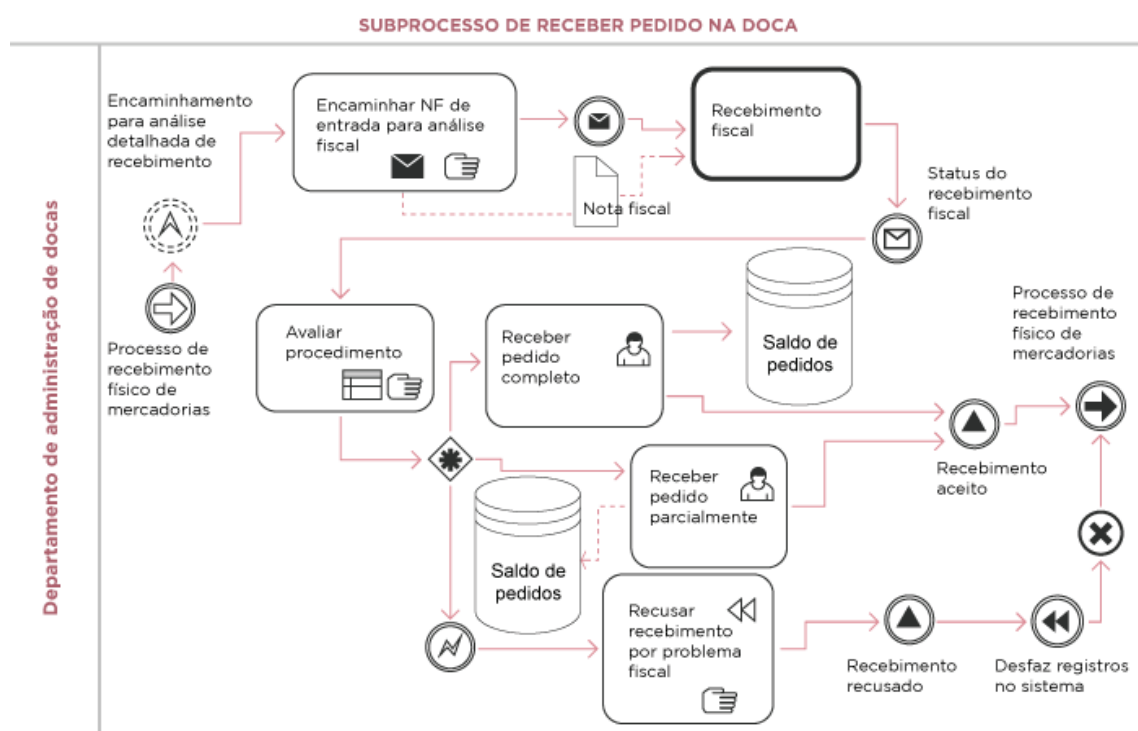 SUBPROCESSO DE RECEBER PEDIDO NA DOCA
Departamento de administração de docas
Encaminhamento
para análise
detalhada de
recebimento
Encaminhar NF de
entrada para análise
fiscal
Nota fiscal
Recebimento
fiscal
Status do
recebimento
fiscal
Processo de
recebimento
físico de
mercadorias
Avaliar
procedimento
Receber
pedido
completo
Saldo de
pedidos
Processo de
recebimento
físico de
mercadorias
Recebimento
aceito
Receber
pedido
parcialmente
Saldo de
pedidos
Recusar
recebimento
por problema
fiscal
Recebimento
recusado
Desfaz registros
no sistema